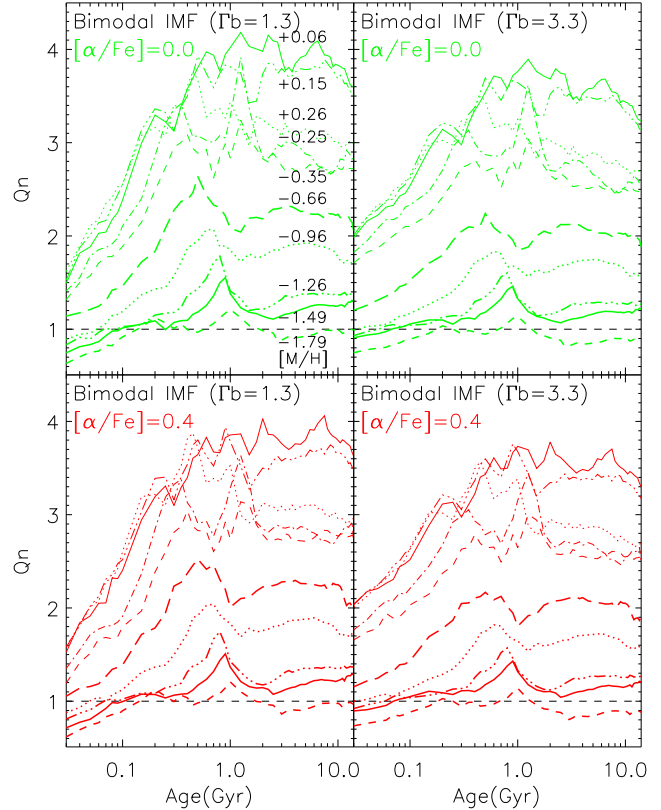 Bimodal IMF (Γb=1.3)
[α/Fe]=0.0
+0.06
+0.15
+0.26
−0.25
−0.35
−0.66
−0.96
−1.26
−1.49
−1.79
[M/H]
Qn
4
3
2
1
Bimodal IMF (Γb=3.3)
[α/Fe]=0.0
Bimodal IMF (Γb=1.3)
[α/Fe]=0.4
Qn
4
3
2
1
0.1
1.0
10.0
Age(Gyr)
Bimodal IMF (Γb=3.3)
[α/Fe]=0.4
0.1
1.0
10.0
Age(Gyr)